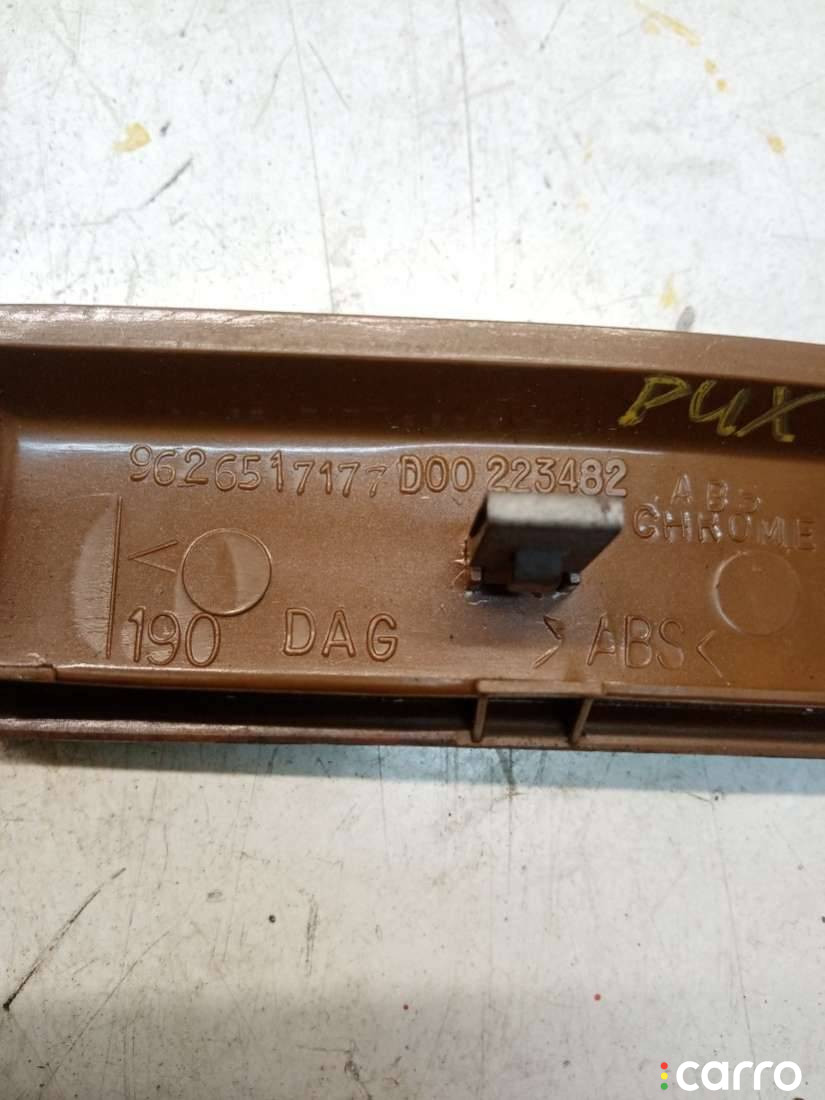 PUX
9626517177 D00 223482
ABS
CHROME
190 DAG >ABS<
carro